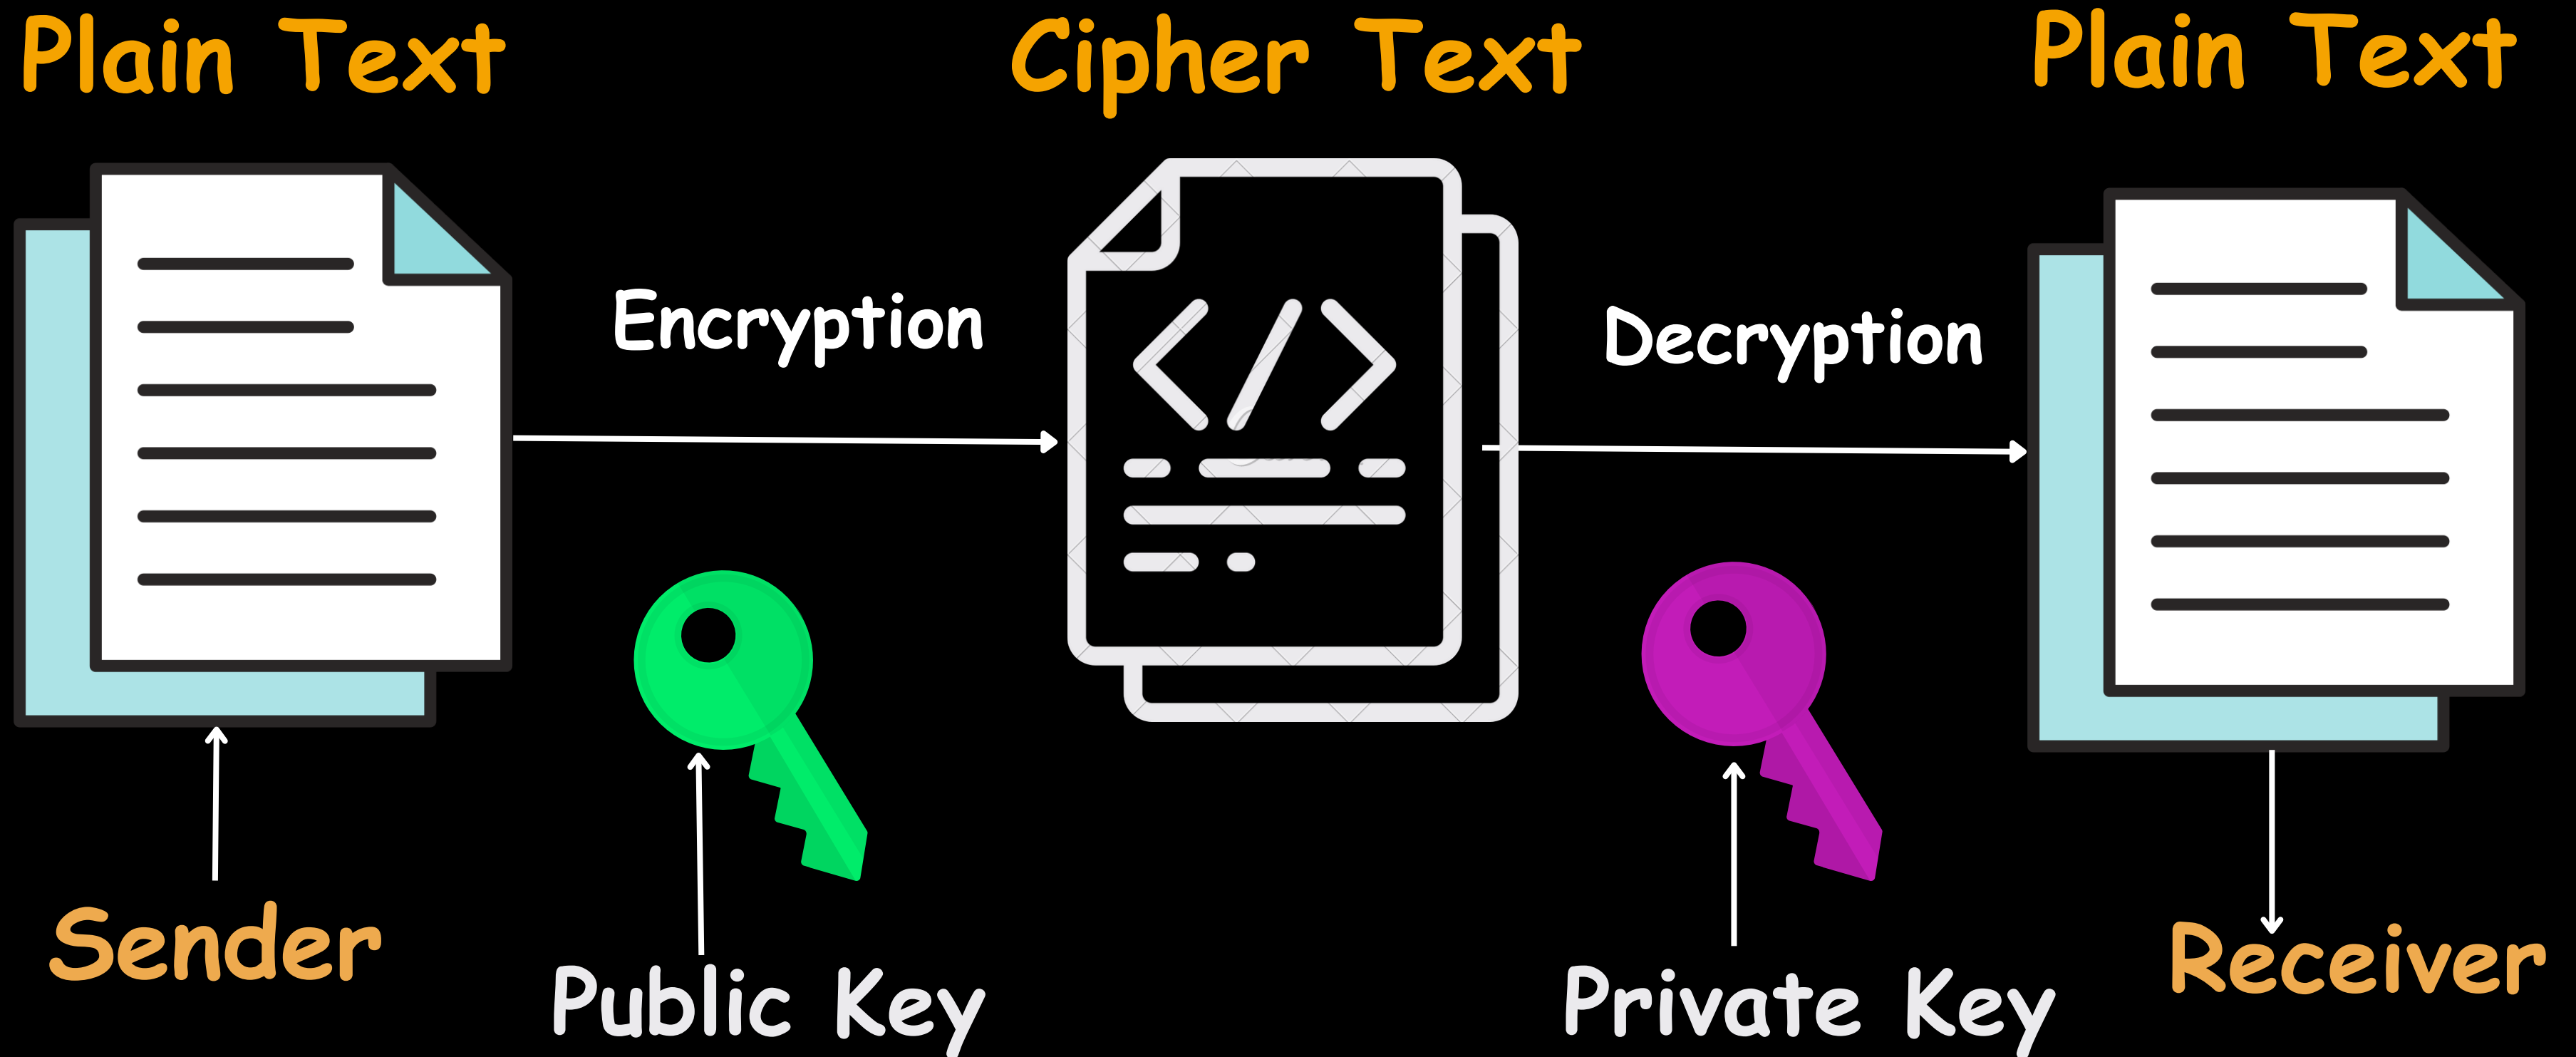 Plain Text
Cipher Text
Plain Text
Encryption
Decryption
Sender
Public Key
Private Key
Receiver